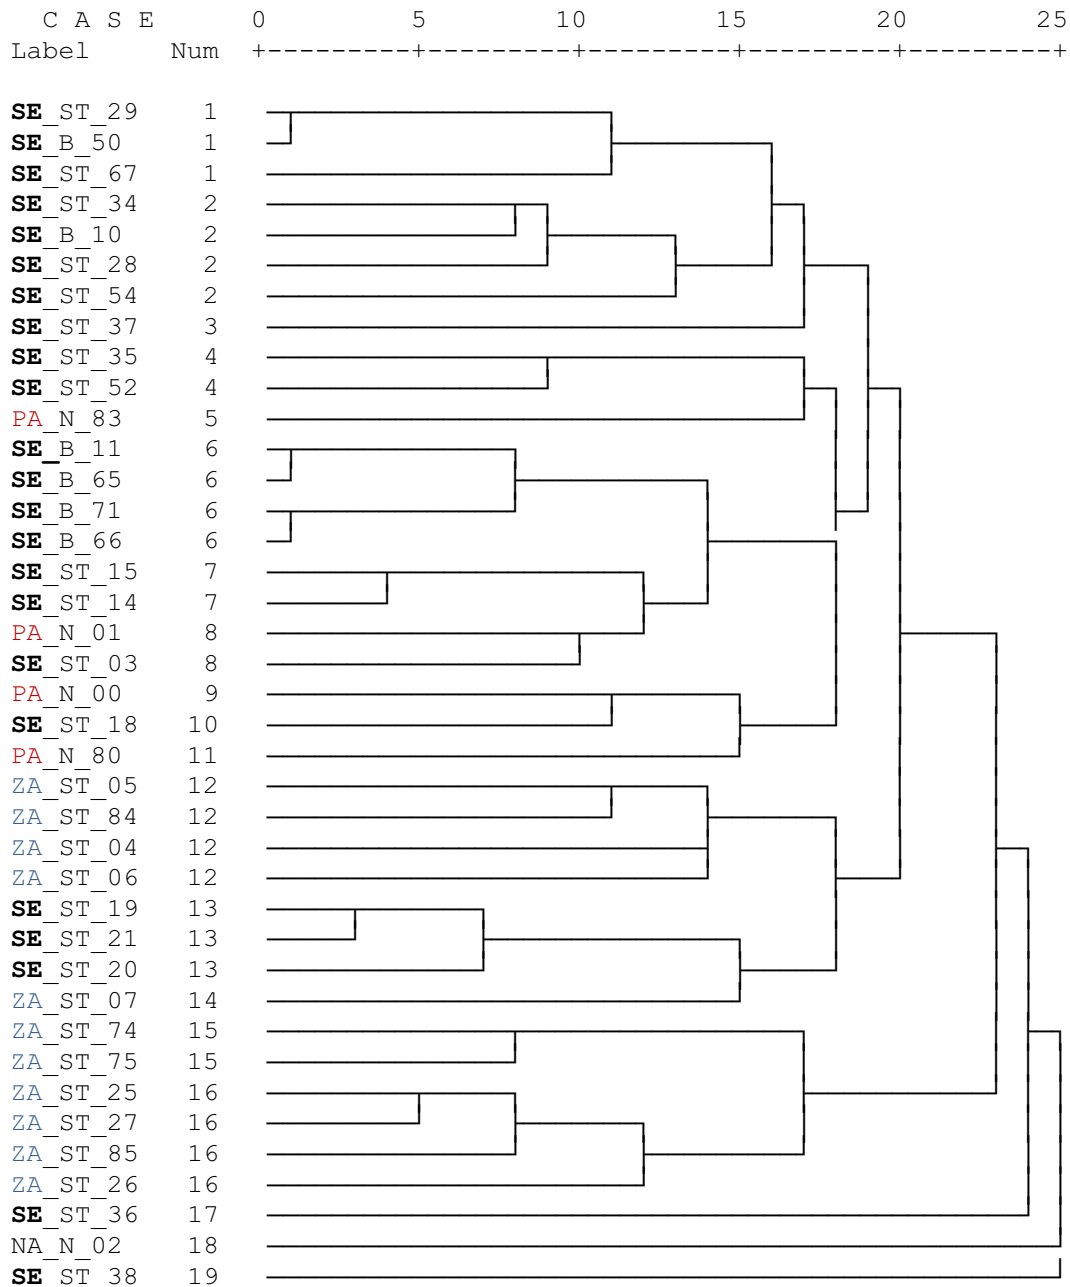 C A S E 0 5 10 15 20 25
Label Num +---------+---------+---------+---------+---------+
SE_ST_29 1
SE_B_50 1
SE_ST_67 1
SE_ST_34 2
SE_B_10 2
SE_ST_28 2
SE_ST_54 2
SE_ST_37 3
SE_ST_35 4
SE_ST_52 4
PA_N_83 5
SE_B_11 6
SE_B_65 6
SE_B_71 6
SE_B_66 6
SE_ST_15 7
SE_ST_14 7
PA_N_01 8
SE_ST_03 8
PA_N_00 9
SE_ST_18 10
PA_N_80 11
ZA_ST_05 12
ZA_ST_84 12
ZA_ST_04 12
ZA_ST_06 12
SE_ST_19 13
SE_ST_21 13
SE_ST_20 13
ZA_ST_07 14
ZA_ST_74 15
ZA_ST_75 15
ZA_ST_25 16
ZA_ST_27 16
ZA_ST_85 16
ZA_ST_26 16
SE_ST_36 17
NA_N_02 18
SE_ST_38 19